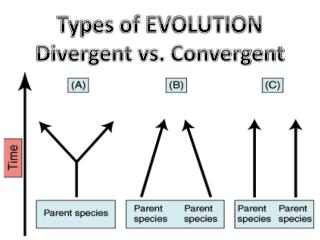 Types of EVOLUTION
Divergent vs. Convergent
(A)
(B)
(C)
Time
Parent species
Parent species
Parent species
Parent species
Parent species